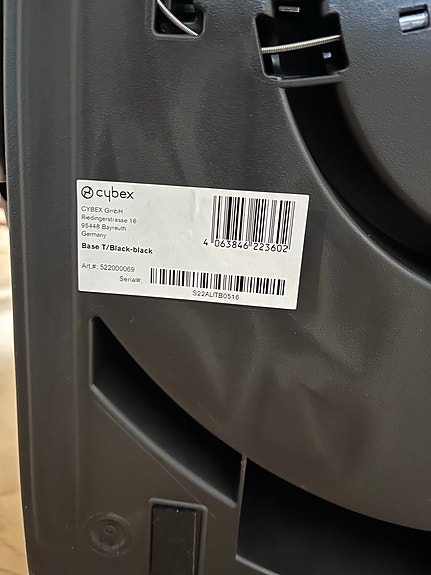 cybex
CYBEX GmbH
Riedingerstrasse 18
95448 Bayreuth
Germany
Base T/Black-black
4 063846 223602
Art.#: 522000069
Serial#:
S22ALITB0516